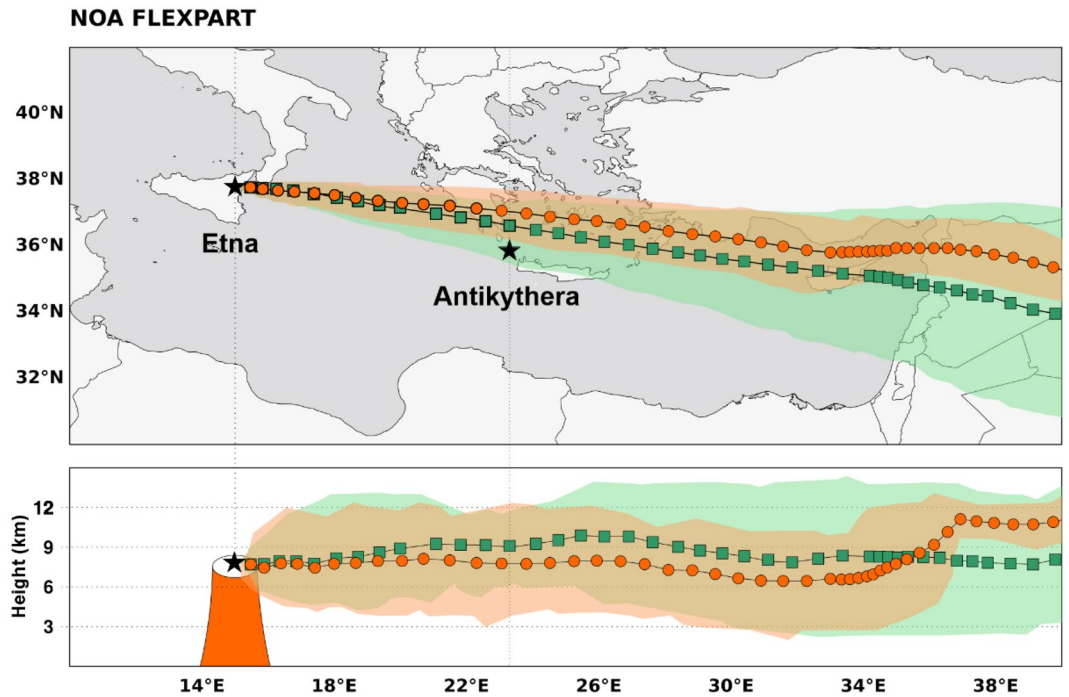 NOA FLEXPART
40°N
38°N
36°N
34°N
32°N
Etna
Antikythera
Height (km)
12
9
6
3
14°E 18°E 22°E 26°E 30°E 34°E 38°E